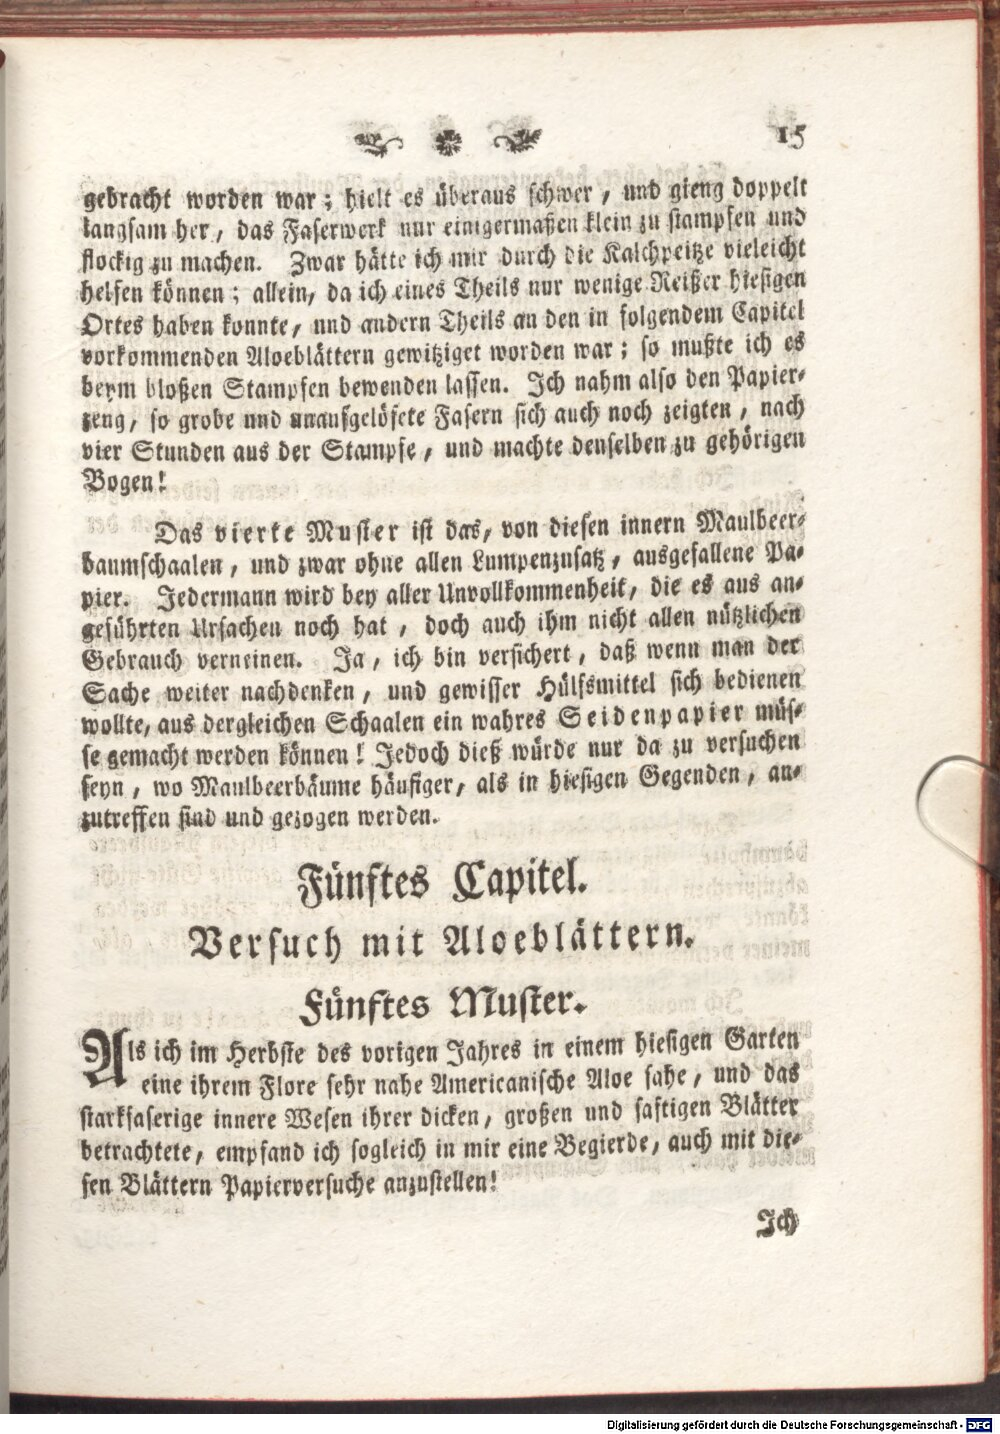 15
gebracht worden war; hielt es überaus schwer, und gieng doppelt
langsam her, das Faserwerk nur einigermaßen klein zu stampfen und
flockig zu machen. Zwar hätte ich mir durch die Kalchpeitze vieleicht
helfen können; allein, da ich eines Theils nur wenige Reißer hiesigen
Ortes haben konnte, und andern Theils an den in folgendem Capitel
vorkommenden Aloeblättern gewitziget worden war; so mußte ich es
beym bloßen Stampfen bewenden lassen. Ich nahm also den Papier-
zeug, so grobe und unaufgelösete Fasern sich auch noch zeigten, nach
vier Stunden aus der Stampfe, und machte denselben zu gehörigen
Bogen!
Das vierte Muster ist das, von diesen innern Maulbeer-
baumschaalen, und zwar ohne allen Lumpenzusatz, ausgefallene Pa-
pier. Jedermann wird bey aller Unvollkommenheit, die es aus an-
geführten Ursachen noch hat, doch auch ihm nicht allen nützlichen
Gebrauch verneinen. Ja, ich bin versichert, daß wenn man der
Sache weiter nachdenken, und gewisser Hülfsmittel sich bedienen
wollte, aus dergleichen Schaalen ein wahres Seidenpapier müs-
se gemacht werden können! Jedoch dieß würde nur da zu versuchen
seyn, wo Maulbeerbäume häufiger, als in hiesigen Gegenden, an-
zutreffen sind und gezogen werden.
Fünftes Capitel.
Versuch mit Aloeblättern.
Fünftes Muster.
Als ich im Herbste des vorigen Jahres in einem hiesigen Garten
eine ihrem Flore sehr nahe Americanische Aloe sahe, und das
starkfaserige innere Wesen ihrer dicken, großen und saftigen Blätter
betrachtete, empfand ich sogleich in mir eine Begierde, auch mit die-
sen Blättern Papierversuche anzustellen!
Ich
Digitalisierung gefördert durch die Deutsche Forschungsgemeinschaft - DFG